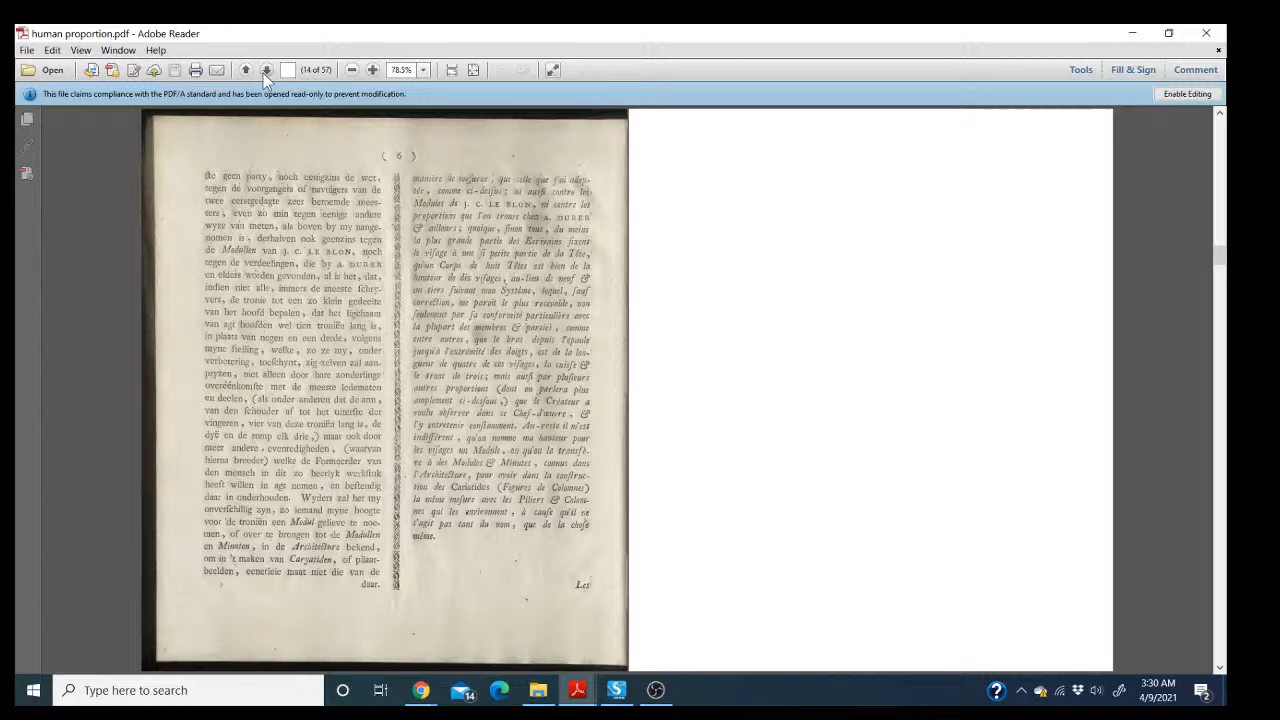 human proportion.pdf - Adobe Reader
File Edit View Window Help
Open (14 of 57) 78.5% Tools Fill & Sign Comment
This file claims compliance with the PDF/A standard and has been opened read-only to prevent modification. Enable Editing
( 6 )
ste geen party, noch eenigzins de wet,
tegen de voorgangers of navolgers van de
twee eerstgedagte zeer beroemde mees-
ters, even zo min tegen eenige andere
wyze van meten, als boven by my aange-
nomen is, derhalven ook geenzins tegen
de Modullen van J. C. LE BLON, noch
tegen de verdeelingen, die by A. DURER
en elders worden gevonden, al is het, dat,
indien niet alle, immers de meeste schry-
vers, de tronie tot een zo klein gedeelte
van het hoofd bepalen, dat het ligchaam
van agt hoofden wel tien troniën lang is,
in plaats van negen en een derde, volgens
myne stelling, welke, zo ze my, onder
verbetering, toeschynt, zig zelven zal aan-
pryzen, niet alleen door hare zonderlinge
overéénkomste met de meeste ledematen
en deelen, (als onder anderen dat de arm,
van den schouder af tot het uiterste der
vingeren, vier van deze troniën lang is, de
dyë en de romp elk drie,) maar ook door
meer andere evenredigheden, (waarvan
hierna breeder) welke de Formeerder van
den mensch in dit zo heerlyk werkstuk
heeft willen in agt nomen, en bestendig
daar in onderhouden. Wyders zal het my
onverschillig zyn, zo iemand myne hoogte
voor de troniën een Modul gelieve te noe-
men, of over te brengen tot de Modullen
en Minuten, in de Architecture bekend,
om in 't maken van Caryatiden, of pilaar-
beelden, eenerleie maat met die van de
daar.
manière de mesurer, que celle que j'ai adop-
tée, comme ci-dessus; ni aussi contre les
Modules de J. C. LE BLON, ni contre les
proportions que l'on trouve chez A. DURER
& ailleurs; quoique, sinon tous, du moins
la plus grande partie des Ecrivains fixent
le visage à une si petite partie de la Tête,
qu'un Corps de huit Têtes est bien de la
hauteur de dix visages, au-lieu de neuf &
un tiers suivant mon Système, lequel, sauf
correction, me paroît le plus recevable, non
seulement par sa conformité particulière avec
la plupart des membres & parties, comme
entre autres, que le bras depuis l'épaule
jusqu'à l'extrémité des doigts, est de la lon-
gueur de quatre de ces visages, la cuisse &
le tronc de trois; mais aussi par plusieurs
autres proportions (dont on parlera plus
amplement ci-dessous,) que le Créateur a
voulu observer dans ce Chef-d'œuvre, &
l'y entretenir constamment. Au-reste il m'est
indifférent, qu'on nomme ma hauteur pour
les visages un Module, ou qu'on la transfè-
re à des Modules & Minutes, connus dans
l'Architecture, pour avoir dans la construc-
tion des Cariatides (Figures de Colomnes)
la même mesure avec les Piliers & Colom-
nes qui les environnent, à cause qu'il ne
s'agit pas tant du nom, que de la chose
même.
Les
Type here to search
14
3:30 AM
4/9/2021
2